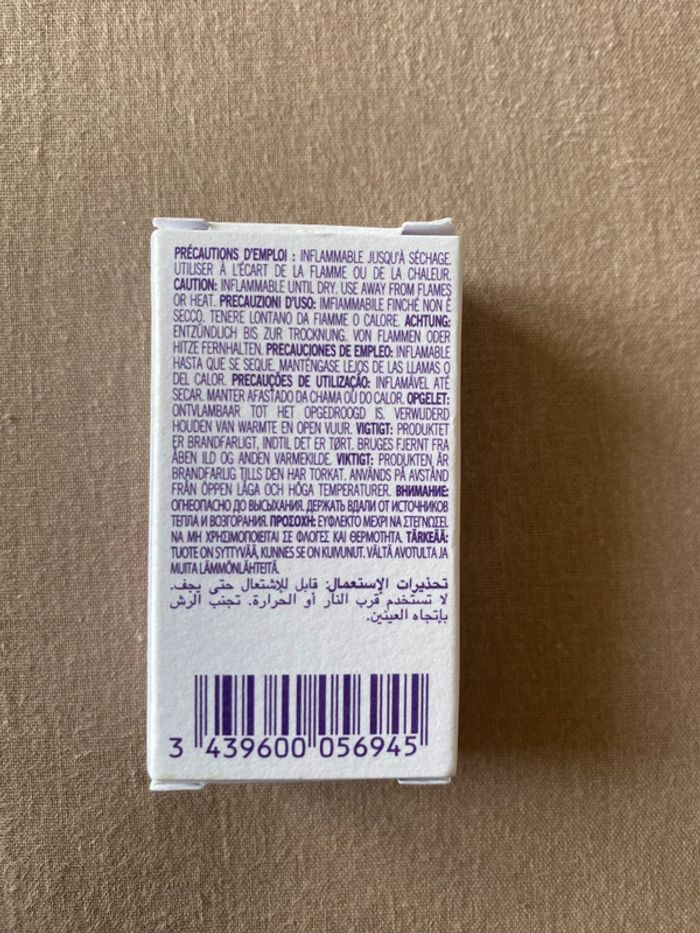 PRÉCAUTIONS D'EMPLOI : INFLAMMABLE JUSQU'À SÉCHAGE.
UTILISER À L'ÉCART DE LA FLAMME OU DE LA CHALEUR.
CAUTION: INFLAMMABLE UNTIL DRY. USE AWAY FROM FLAMES
OR HEAT. PRECAUZIONI D'USO: IMFIAMMABILE FINCHÉ NON È
SECCO. TENERE LONTANO DA FIAMME O CALORE. ACHTUNG:
ENTZÜNDLICH BIS ZUR TROCKNUNG. VON FLAMMEN ODER
HITZE FERNHALTEN. PRECAUCIONES DE EMPLEO: INFLAMABLE
HASTA QUE SE SEQUE. MANTÉNGASE LEJOS DE LAS LLAMAS O
DEL CALOR. PRECAUÇÕES DE UTILIZAÇÃO: INFLAMÁVEL ATÉ
SECAR. MANTER AFASTADO DA CHAMA OU DO CALOR. OPGELET:
ONTVLAMBAAR TOT HET OPGEDROOGD IS. VERWIJDERD
HOUDEN VAN WARMTE EN OPEN VUUR. VIGTIGT: PRODUKTET
ER BRANDFARLIGT, INDTIL DET ER TØRT. BRUGES FJERNT FRA
ÅBEN ILD OG ANDEN VARMEKILDE. VIKTIGT: PRODUKTEN ÄR
BRANDFARLIG TILLS DEN HAR TORKAT. ANVÄNDS PÅ AVSTÅND
FRÅN ÖPPEN LÅGA OCH HÖGA TEMPERATURER. ВНИМАНИЕ:
ОГНЕОПАСНО ДО ВЫСЫХАНИЯ. ДЕРЖАТЬ ВДАЛИ ОТ ИСТОЧНИКОВ
ТЕПЛА И ВОЗГОРАНИЯ. ΠΡΟΣΟΧΗ: ΕΥΦΛΕΚΤΟ ΜΕΧΡΙ ΝΑ ΣΤΕΓΝΩΣΕΙ.
ΝΑ ΜΗ ΧΡΗΣΙΜΟΠΟΙΕΙΤΑΙ ΣΕ ΦΛΟΓΕΣ ΚΑΙ ΘΕΡΜΟΤΗΤΑ. TÄRKEÄÄ:
TUOTE ON SYTTYVÄÄ, KUNNES SE ON KUIVUNUT. VÄLTÄ AVOTULTA JA
MUITA LÄMMÖNLÄHTEITÄ.
تحذيرات الإستعمال: قابل للإشتعال حتى يجف.
لا تستخدم قرب النار أو الحرارة. تجنب الرش
بإتجاه العينين.
3 439600 056945